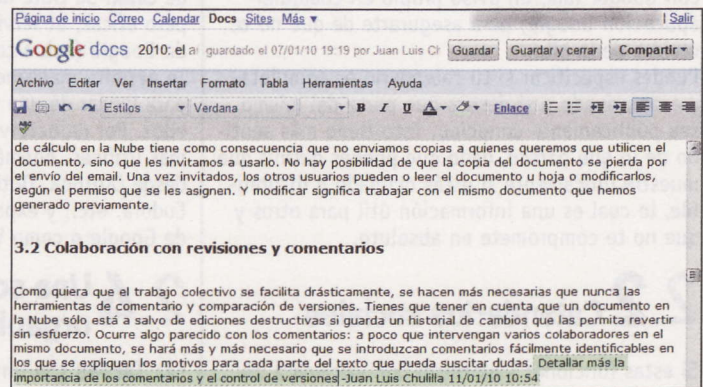 Página de inicio Correo Calendar Docs Sites Más ▼ | Salir
Google docs 2010: el a guardado el 07/01/10 19:19 por Juan Luis Ch Guardar Guardar y cerrar Compartir
Archivo Editar Ver Insertar Formato Tabla Herramientas Ayuda
Estilos Verdana B I U A Enlace
de cálculo en la Nube tiene como consecuencia que no enviamos copias a quienes queremos que utilicen el
documento, sino que les invitamos a usarlo. No hay posibilidad de que la copia del documento se pierda por
el envío del email. Una vez invitados, los otros usuarios pueden o leer el documento u hoja o modificarlos,
según el permiso que se les asignen. Y modificar significa trabajar con el mismo documento que hemos
generado previamente.
3.2 Colaboración con revisiones y comentarios
Como quiera que el trabajo colectivo se facilita drásticamente, se hacen más necesarias que nunca las
herramientas de comentario y comparación de versiones. Tienes que tener en cuenta que un documento en
la Nube sólo está a salvo de ediciones destructivas si guarda un historial de cambios que las permita revertir
sin esfuerzo. Ocurre algo parecido con los comentarios: a poco que intervengan varios colaboradores en el
mismo documento, se hará más y más necesario que se introduzcan comentarios fácilmente identificables en
los que se expliquen los motivos para cada parte del texto que pueda suscitar dudas. Detallar más la
importancia de los comentarios y el control de versiones -Juan Luis Chulilla 11/01/10 10:54